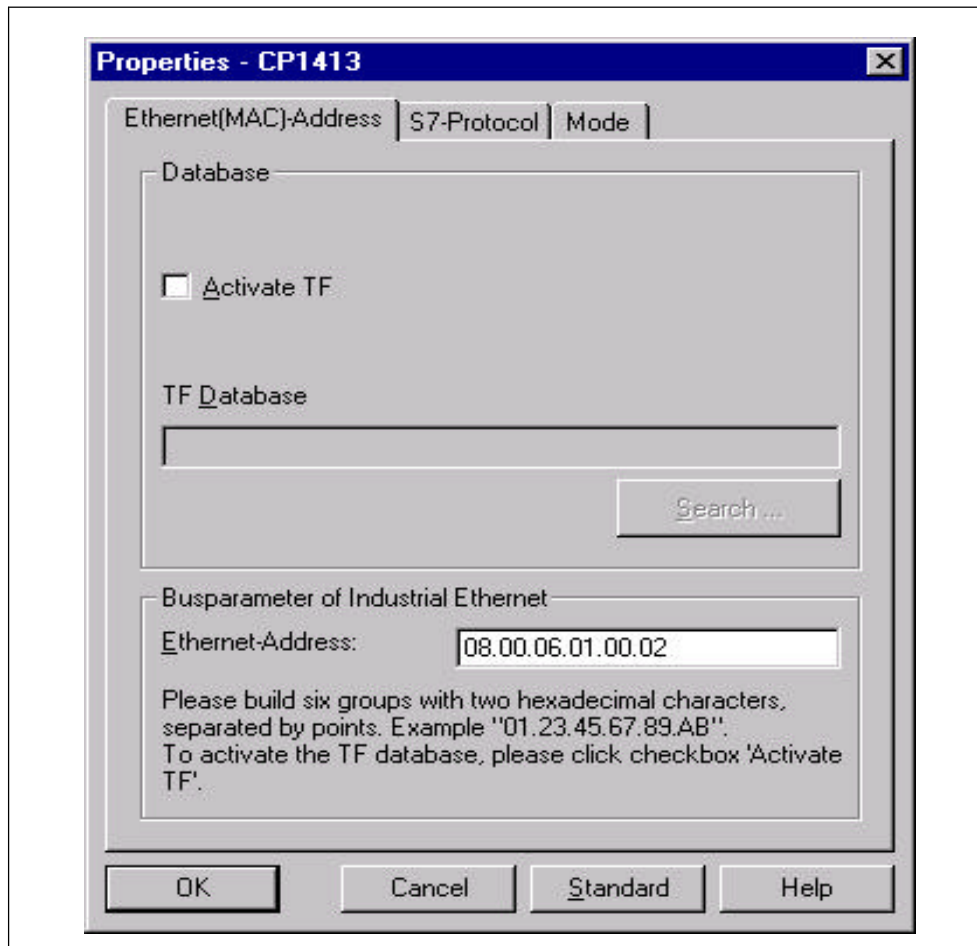 Properties - CP1413
Ethernet(MAC)-Address S7-Protocol Mode
Database
Activate TF
TF Database
Search ...
Busparameter of Industrial Ethernet
Ethernet-Address: 08.00.06.01.00.02
Please build six groups with two hexadecimal characters,
separated by points. Example "01.23.45.67.89.AB".
To activate the TF database, please click checkbox 'Activate
TF'.
OK Cancel Standard Help